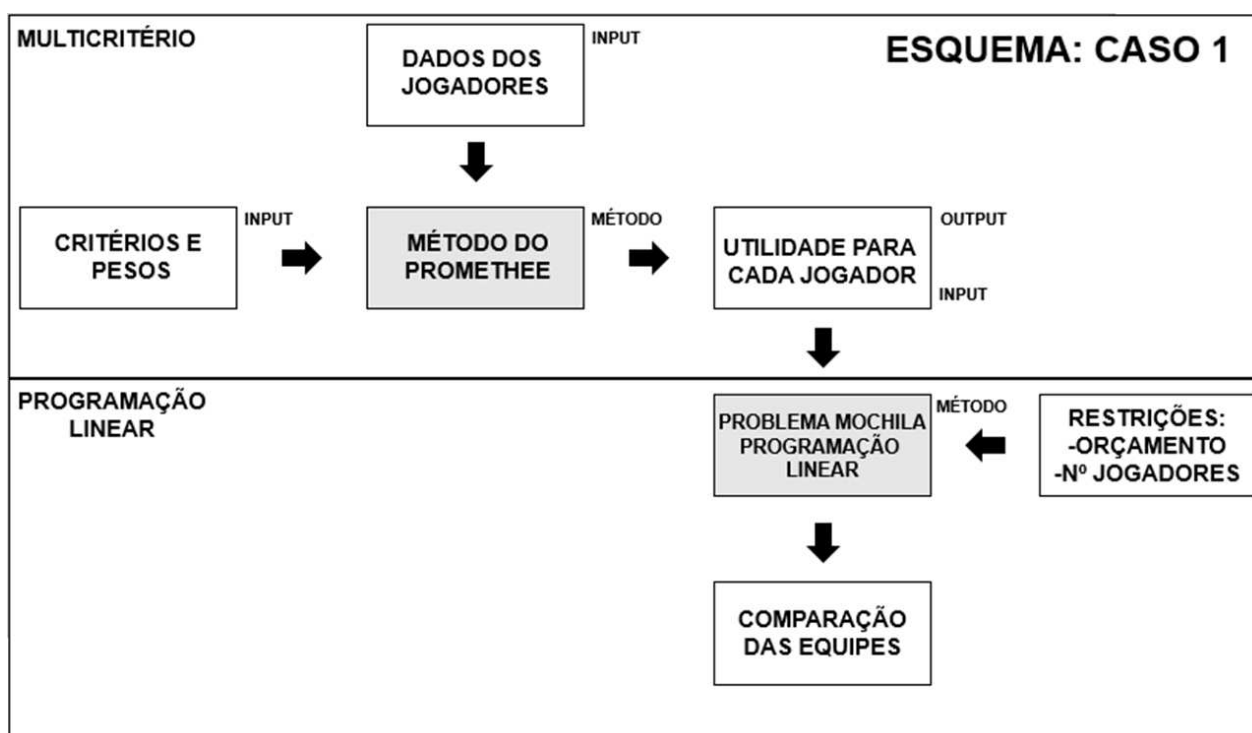 MULTICRITÉRIO
ESQUEMA: CASO 1
DADOS DOS
JOGADORES
INPUT
CRITÉRIOS E
PESOS
INPUT
MÉTODO DO
PROMETHEE
MÉTODO
UTILIDADE PARA
CADA JOGADOR
OUTPUT
INPUT
PROGRAMAÇÃO
LINEAR
PROBLEMA MOCHILA
PROGRAMAÇÃO
LINEAR
MÉTODO
RESTRIÇÕES:
-ORÇAMENTO
-Nº JOGADORES
COMPARAÇÃO
DAS EQUIPES